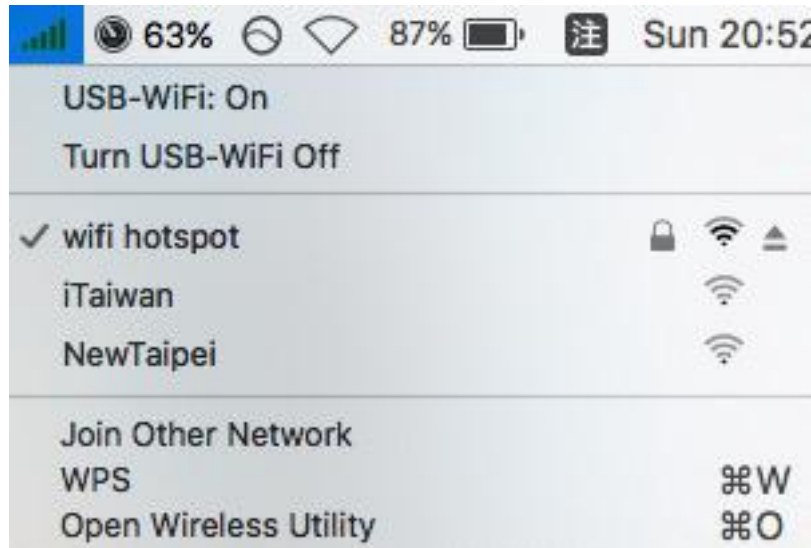 63% 87% 注 Sun 20:52
USB-WiFi: On
Turn USB-WiFi Off
wifi hotspot
iTaiwan
NewTaipei
Join Other Network
WPS ⌘W
Open Wireless Utility ⌘O